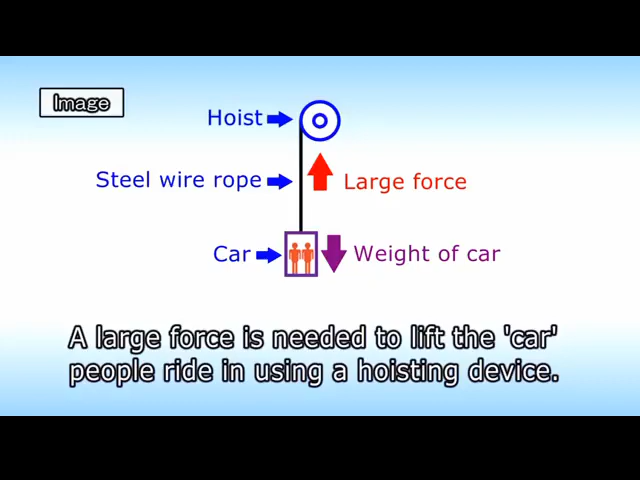 Image
Hoist
Steel wire rope
Large force
Car
Weight of car
A large force is needed to lift the 'car'
people ride in using a hoisting device.